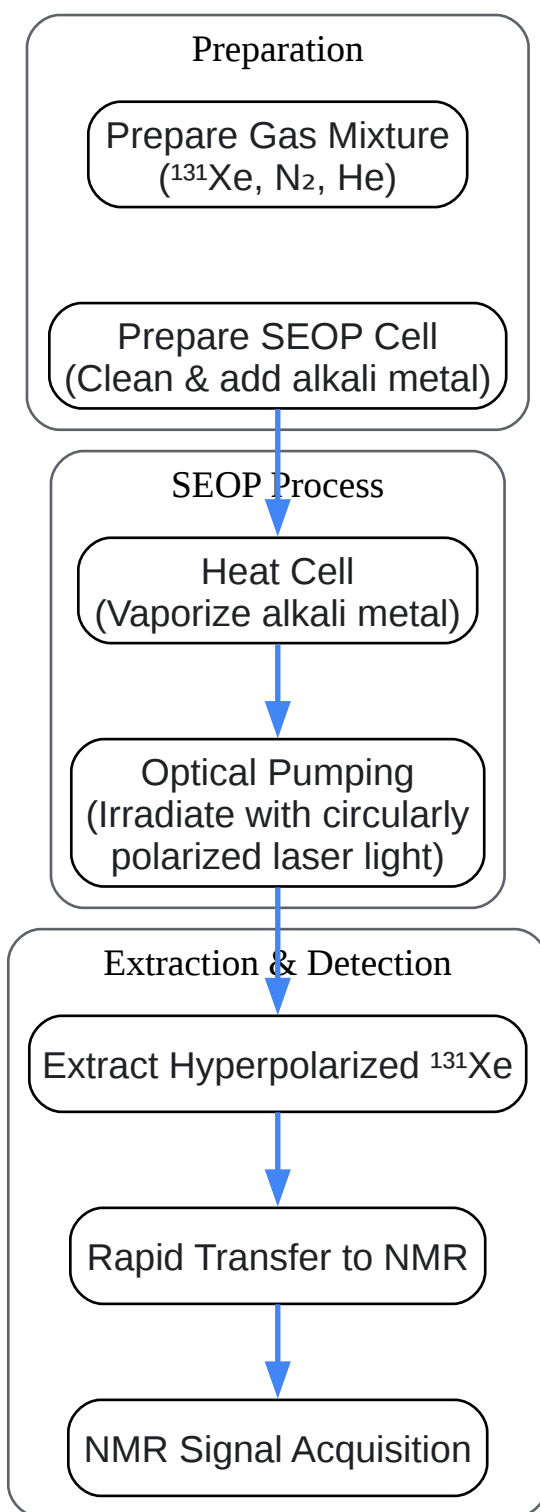 Preparation
Prepare Gas Mixture
(¹³¹Xe, N₂, He)
Prepare SEOP Cell
(Clean & add alkali metal)
SEOP Process
Heat Cell
(Vaporize alkali metal)
Optical Pumping
(Irradiate with circularly
polarized laser light)
Extraction & Detection
Extract Hyperpolarized ¹³¹Xe
Rapid Transfer to NMR
NMR Signal Acquisition